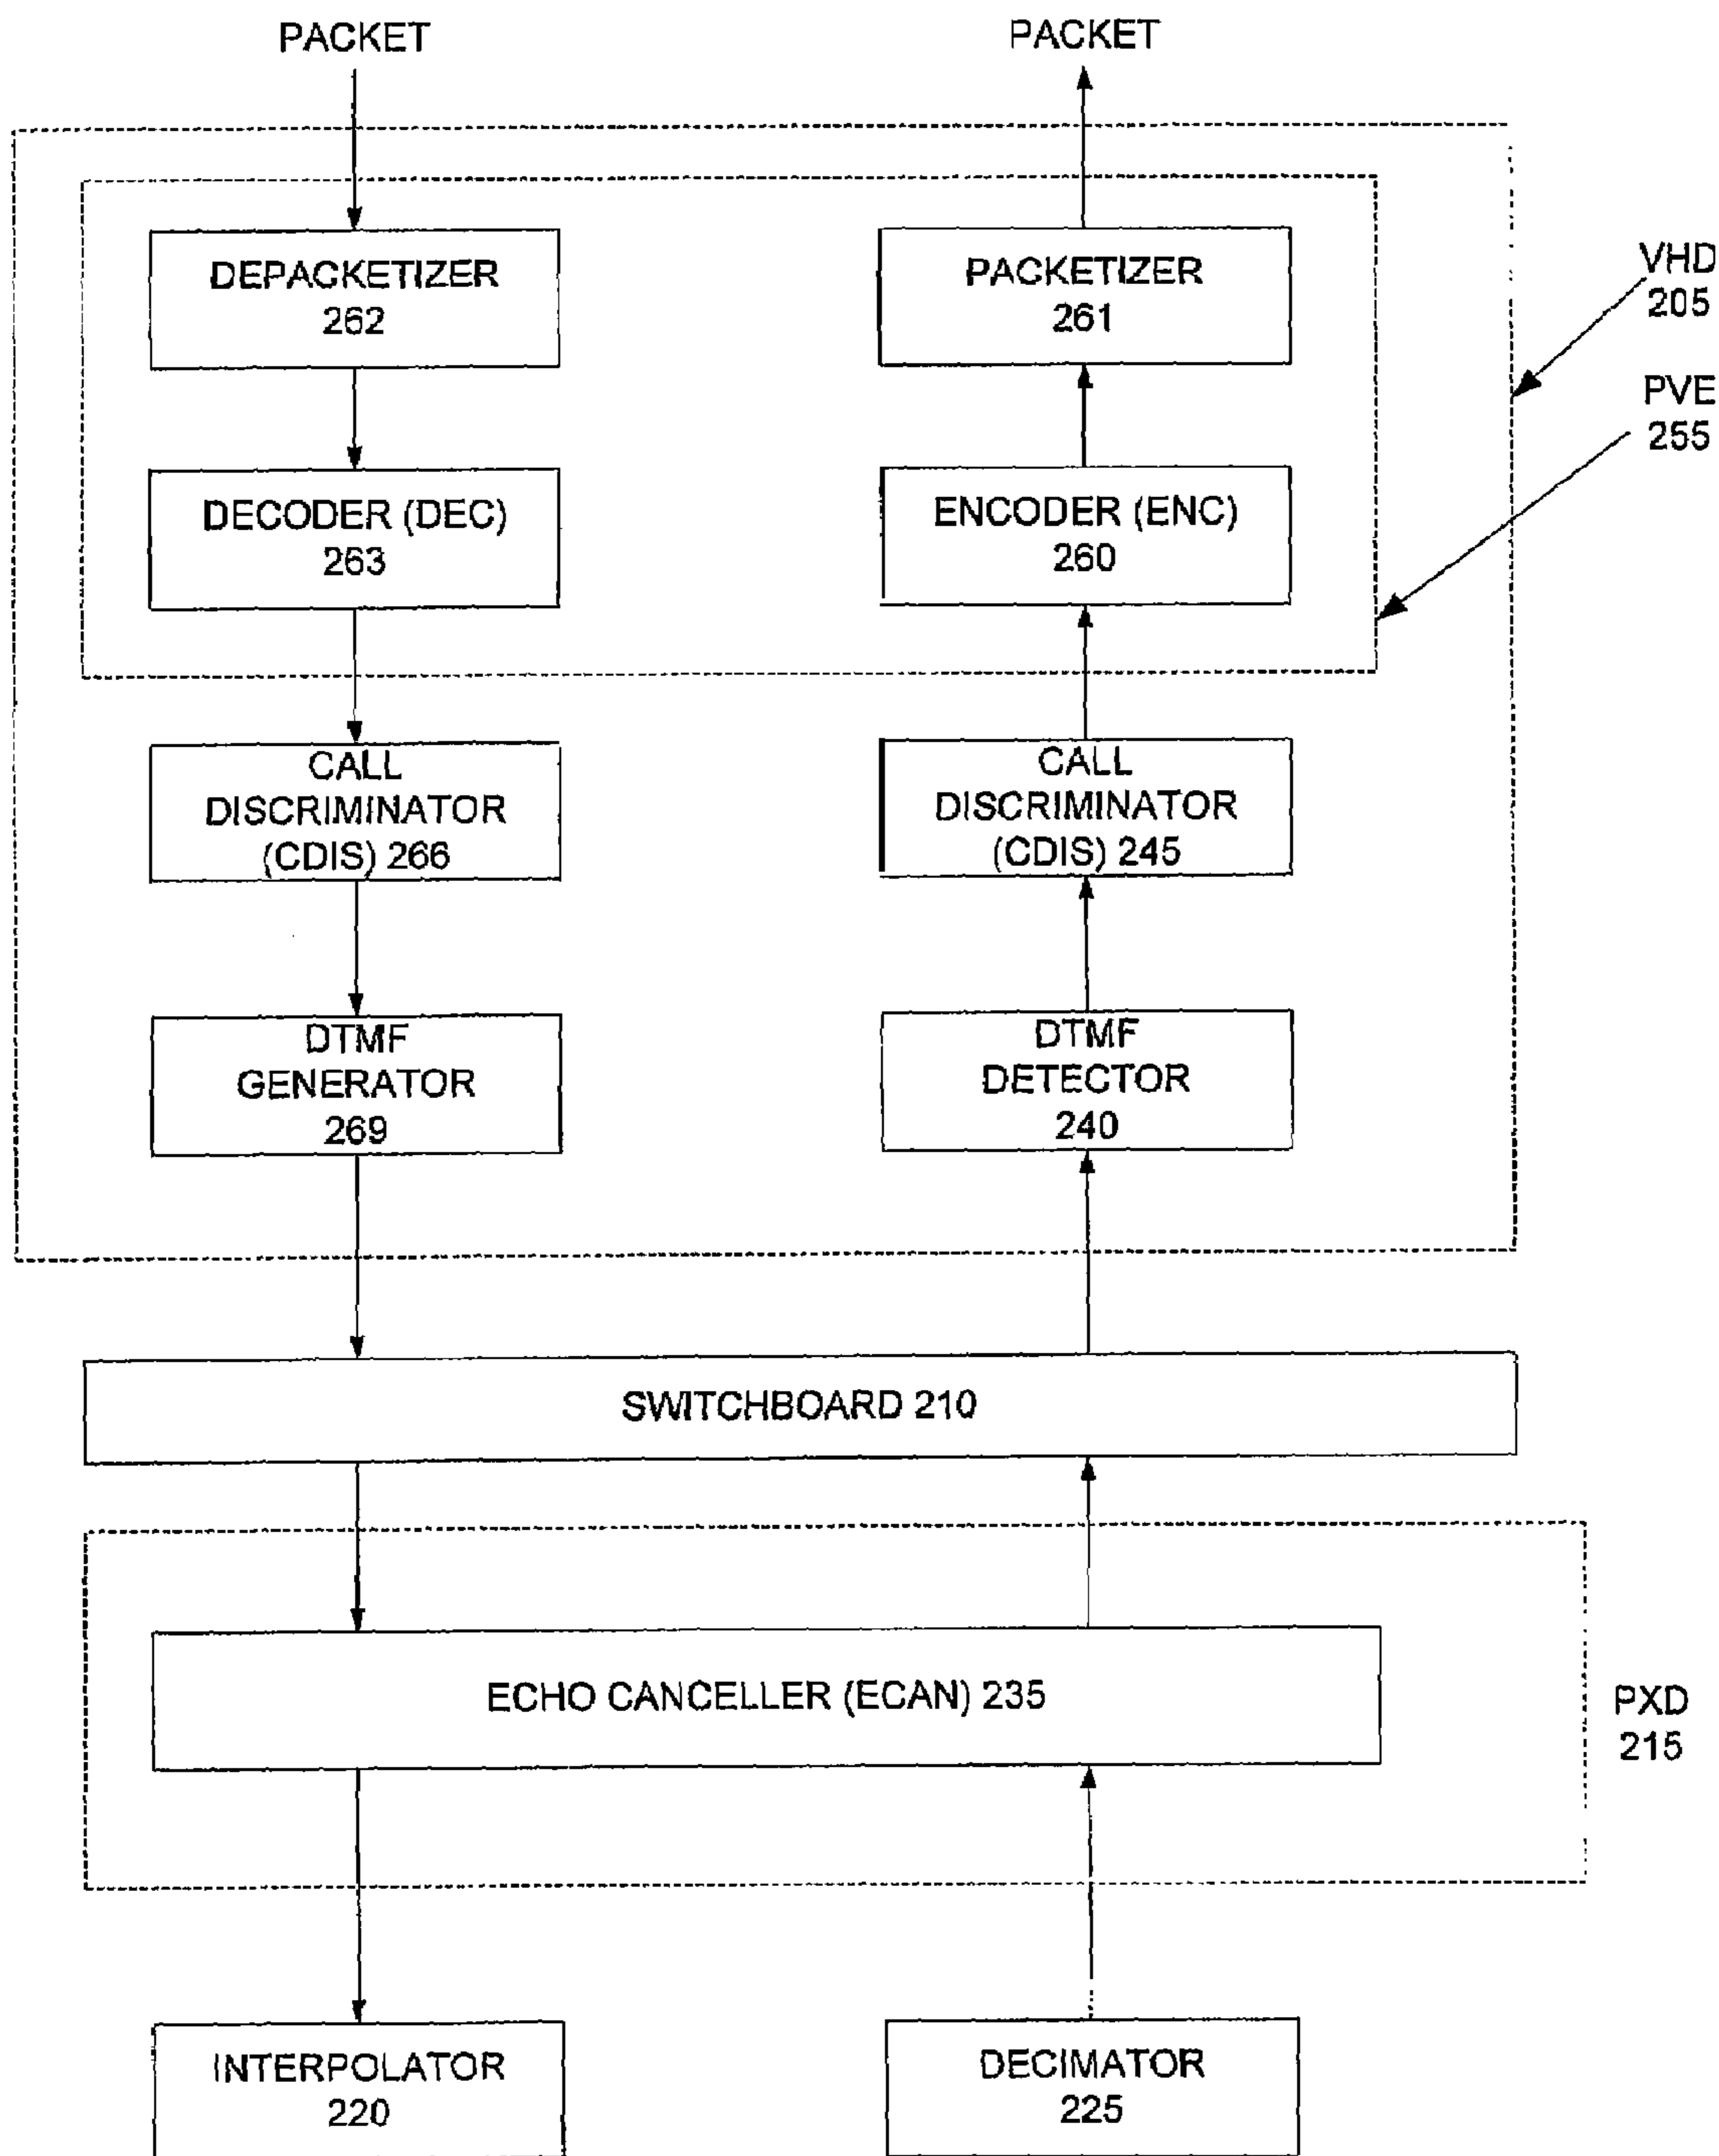 PACKET
PACKET
DEPACKETIZER
262
PACKETIZER
261
VHD
205
PVE
255
DECODER (DEC)
263
ENCODER (ENC)
260
CALL
DISCRIMINATOR
(CDIS) 266
CALL
DISCRIMINATOR
(CDIS) 245
DTMF
GENERATOR
269
DTMF
DETECTOR
240
SWITCHBOARD 210
ECHO CANCELLER (ECAN) 235
PXD
215
INTERPOLATOR
220
DECIMATOR
225